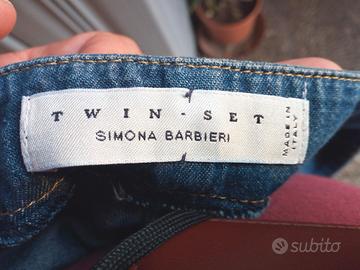 TWIN-SET
SIMONA BARBIERI
MADE IN
ITALY
subito